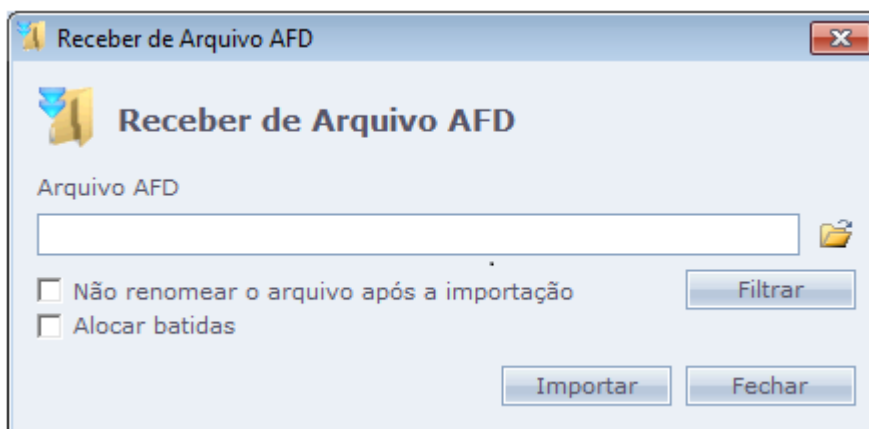 Receber de Arquivo AFD
Receber de Arquivo AFD
Arquivo AFD
Não renomear o arquivo após a importação
Filtrar
Alocar batidas
Importar
Fechar